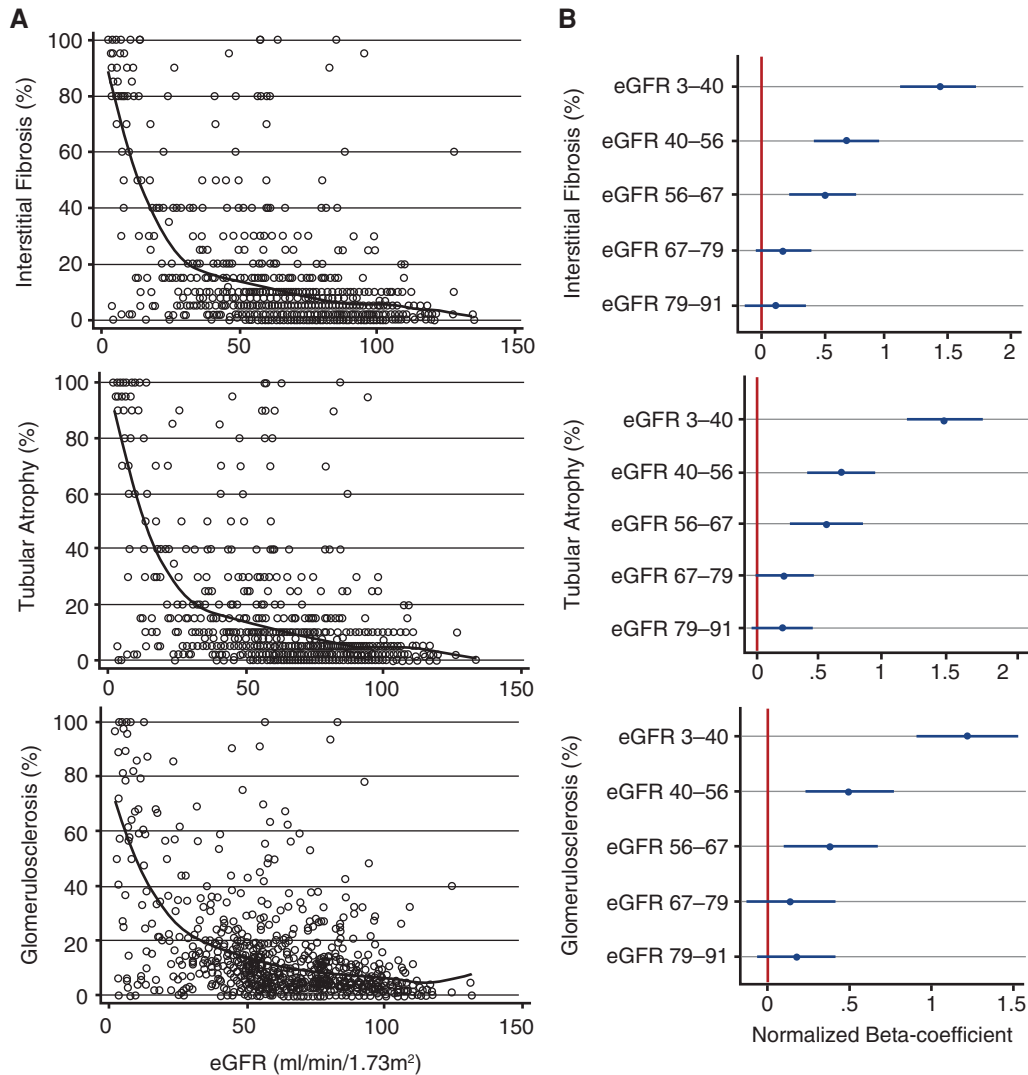 A
Interstitial Fibrosis (%)
100
80
60
40
20
0
0 50 100 150
Tubular Atrophy (%)
100
80
60
40
20
0
0 50 100 150
Glomerulosclerosis (%)
100
80
60
40
20
0
0 50 100 150
eGFR (ml/min/1.73m²)
B
Interstitial Fibrosis (%)
eGFR 3–40
eGFR 40–56
eGFR 56–67
eGFR 67–79
eGFR 79–91
0 .5 1 2
Tubular Atrophy (%)
eGFR 3–40
eGFR 40–56
eGFR 56–67
eGFR 67–79
eGFR 79–91
0 .5 1 2
Glomerulosclerosis (%)
eGFR 3–40
eGFR 40–56
eGFR 56–67
eGFR 67–79
eGFR 79–91
0 .5 1 1.5
Normalized Beta-coefficient